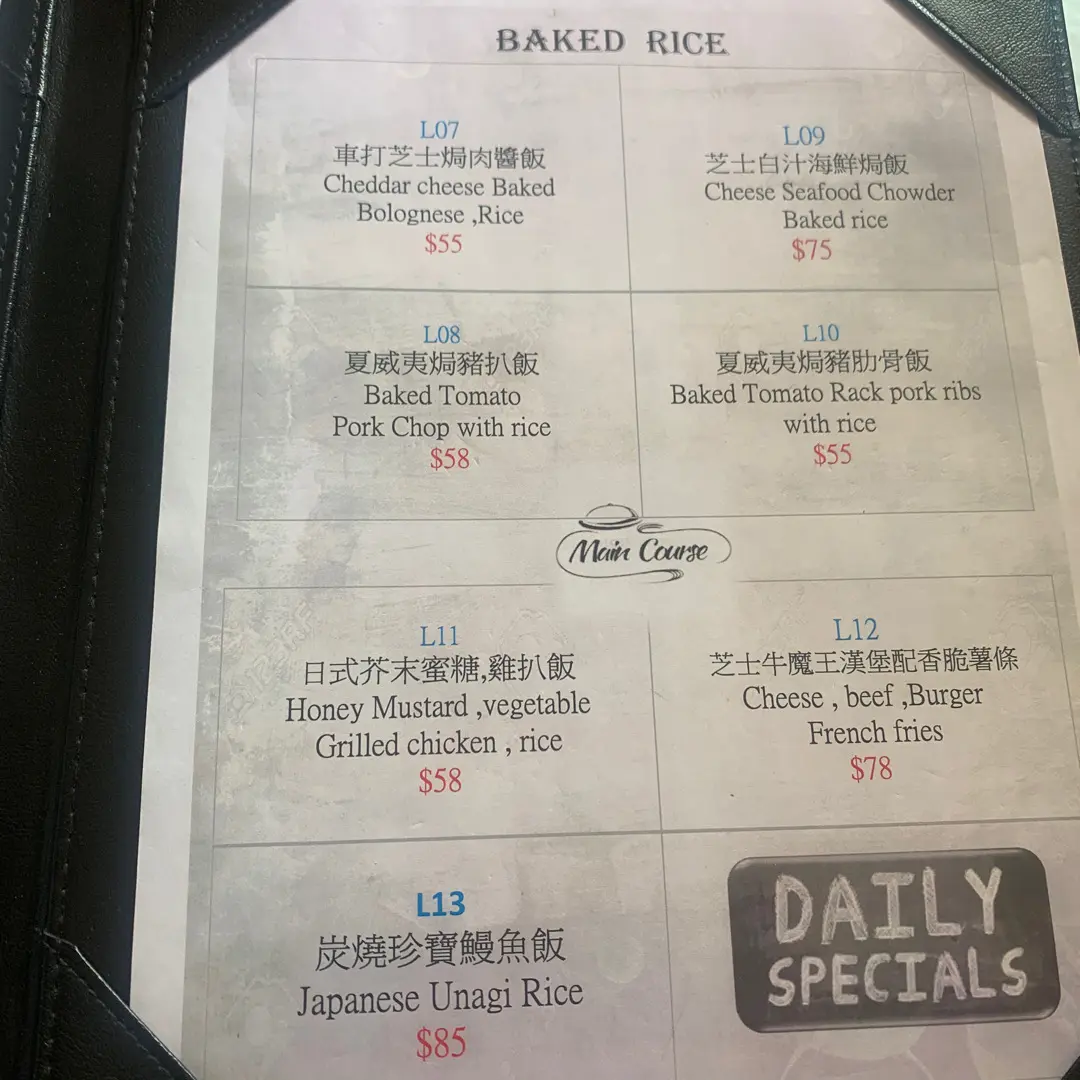 BAKED RICE
L07
車打芝士焗肉醬飯
Cheddar cheese Baked
Bolognese ,Rice
$55
L09
芝士白汁海鮮焗飯
Cheese Seafood Chowder
Baked rice
$75
L08
夏威夷焗豬扒飯
Baked Tomato
Pork Chop with rice
$58
L10
夏威夷焗豬肋骨飯
Baked Tomato Rack pork ribs
with rice
$55
Main Course
L11
日式芥末蜜糖,雞扒飯
Honey Mustard ,vegetable
Grilled chicken , rice
$58
L12
芝士牛魔王漢堡配香脆薯條
Cheese , beef ,Burger
French fries
$78
L13
炭燒珍寶鰻魚飯
Japanese Unagi Rice
$85
DAILY
SPECIALS